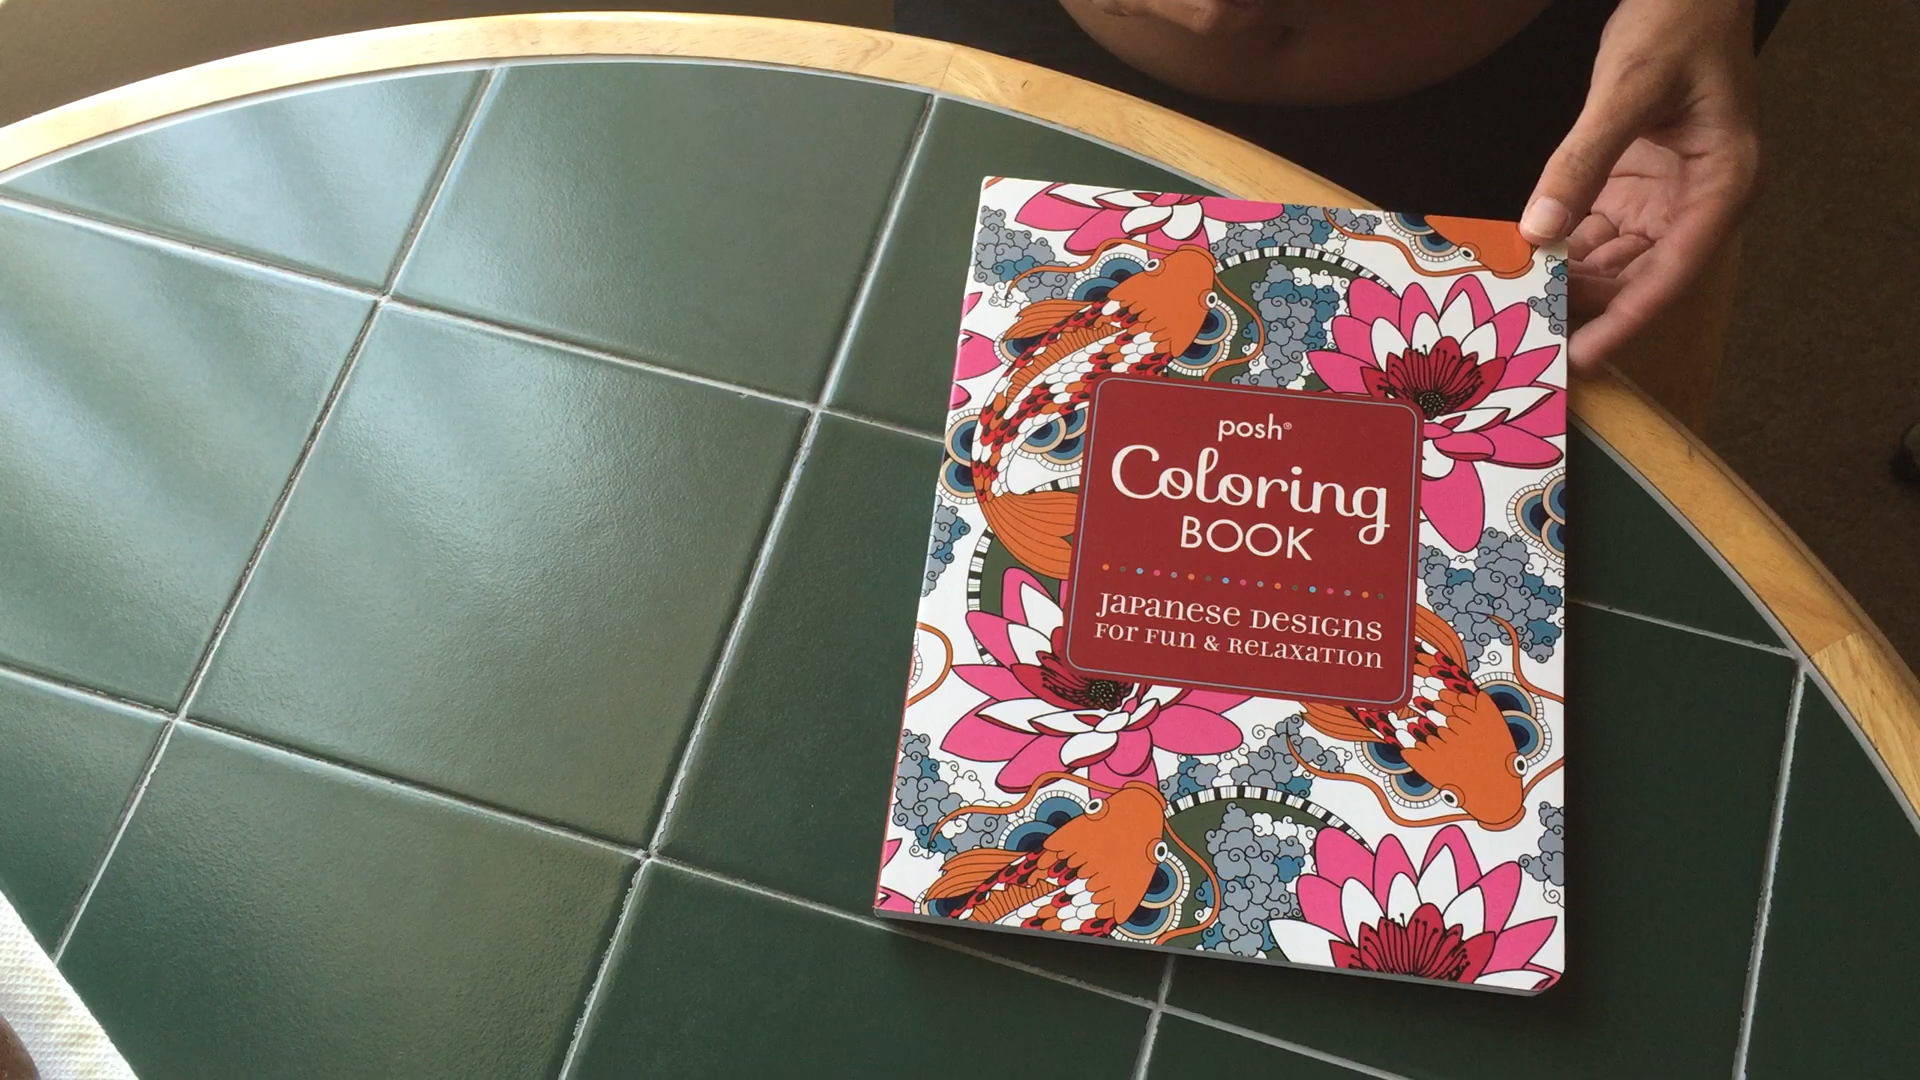 posh®
Coloring
BOOK
Japanese Designs
for Fun & Relaxation